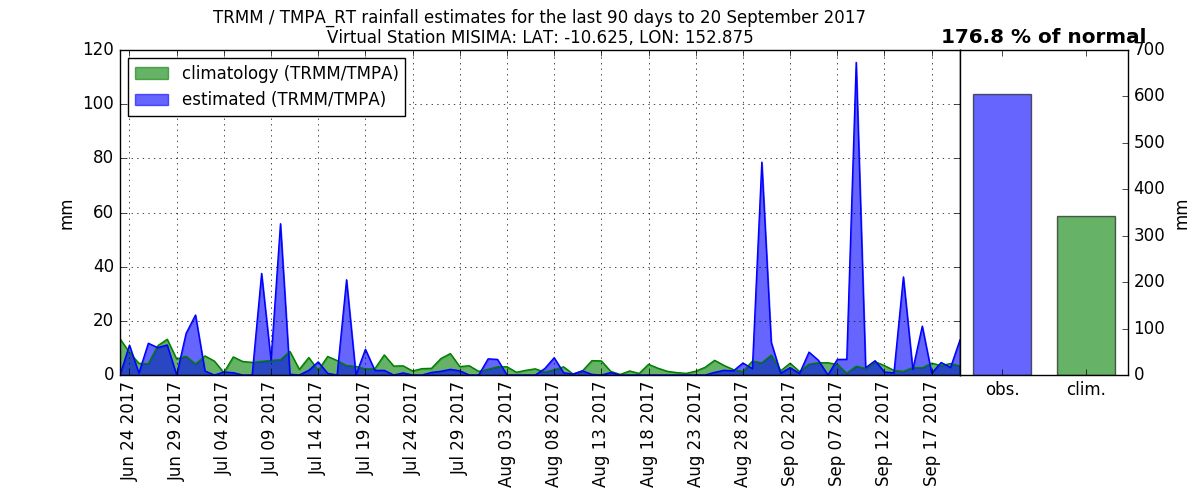 TRMM / TMPA_RT rainfall estimates for the last 90 days to 20 September 2017
Virtual Station MISIMA: LAT: -10.625, LON: 152.875
176.8 % of normal
climatology (TRMM/TMPA)
estimated (TRMM/TMPA)
120
100
80
60
40
20
0
mm
Jun 24 2017
Jun 29 2017
Jul 04 2017
Jul 09 2017
Jul 14 2017
Jul 19 2017
Jul 24 2017
Jul 29 2017
Aug 03 2017
Aug 08 2017
Aug 13 2017
Aug 18 2017
Aug 23 2017
Aug 28 2017
Sep 02 2017
Sep 07 2017
Sep 12 2017
Sep 17 2017
700
600
500
400
300
200
100
0
mm
obs.
clim.